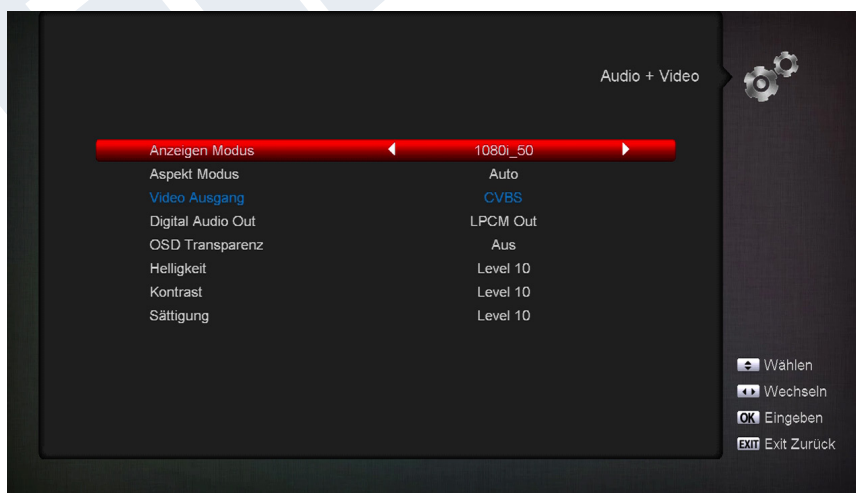 Audio + Video
Anzeigen Modus 1080i_50
Aspekt Modus Auto
Video Ausgang CVBS
Digital Audio Out LPCM Out
OSD Transparenz Aus
Helligkeit Level 10
Kontrast Level 10
Sättigung Level 10
Wählen
Wechseln
OK Eingeben
EXIT Exit Zurück